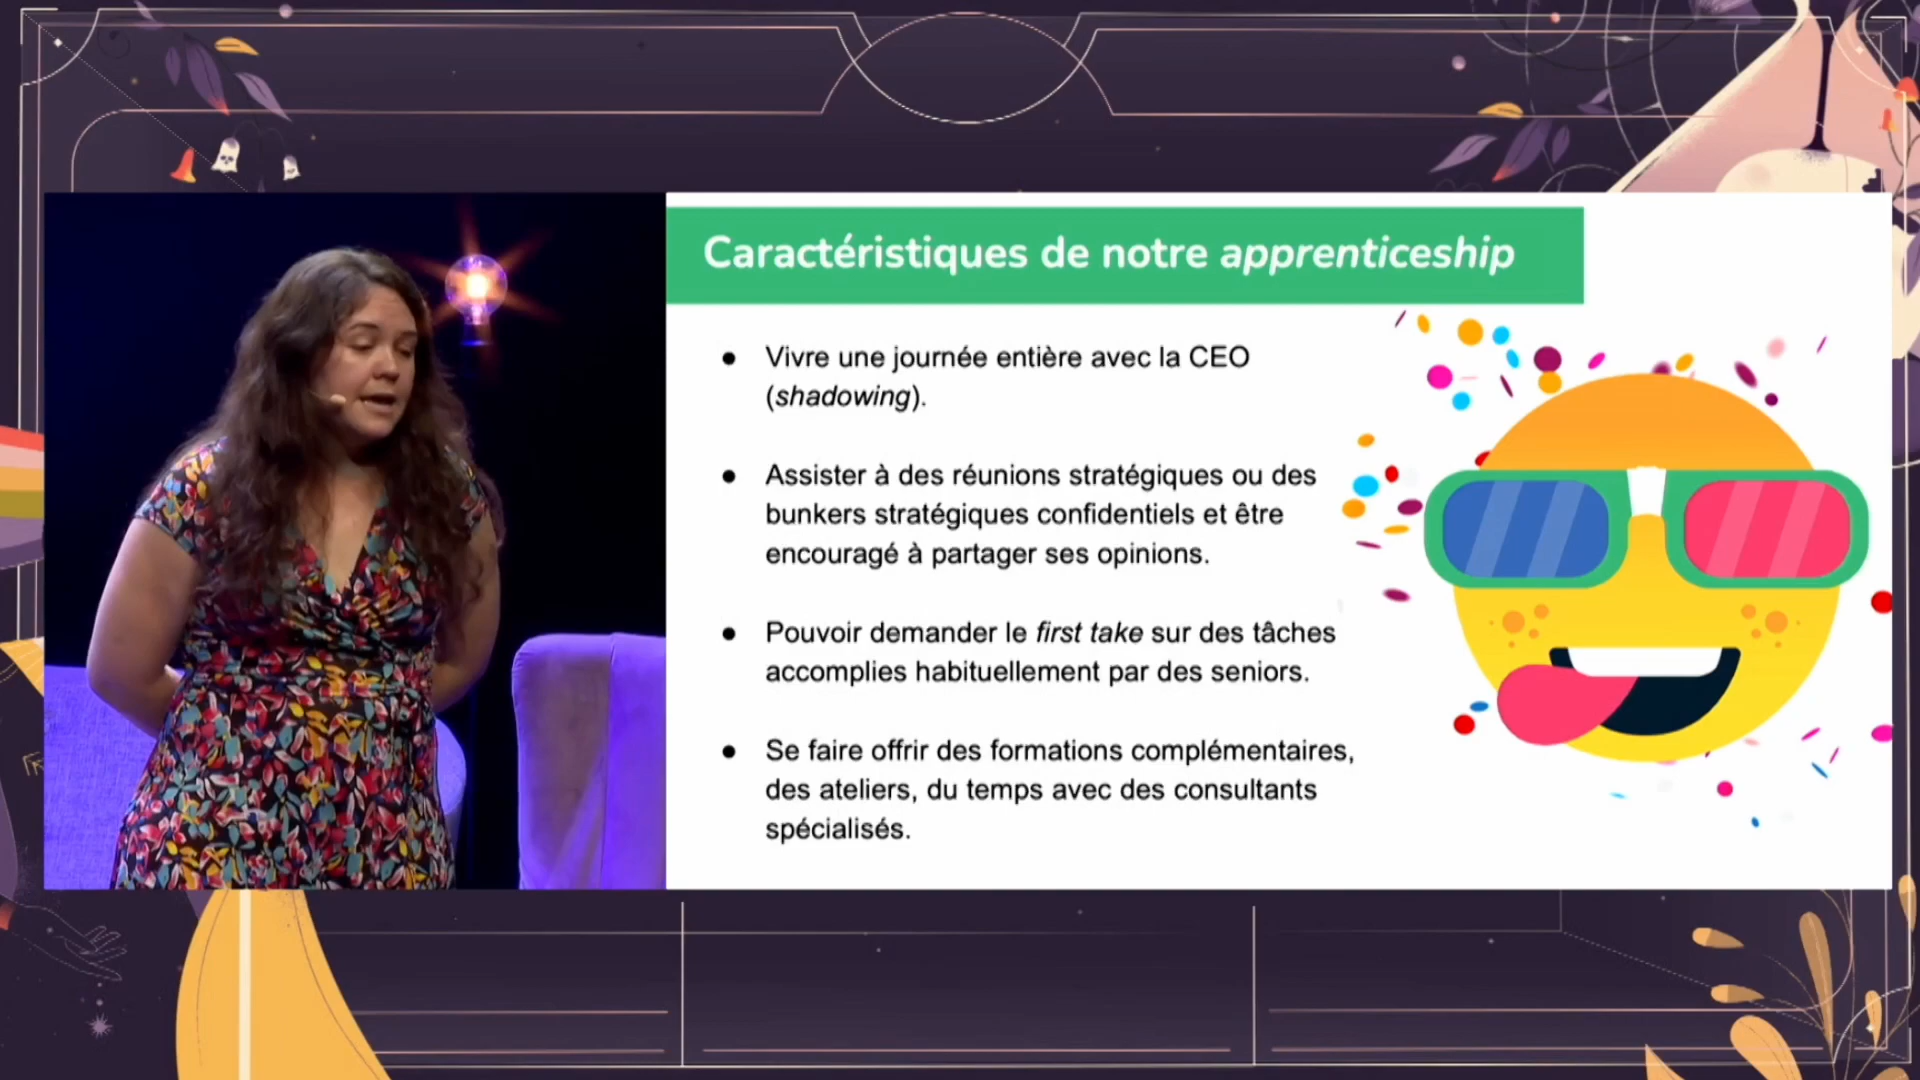 Caractéristiques de notre apprenticeship
● Vivre une journée entière avec la CEO
(shadowing).
● Assister à des réunions stratégiques ou des
bunkers stratégiques confidentiels et être
encouragé à partager ses opinions.
● Pouvoir demander le first take sur des tâches
accomplies habituellement par des seniors.
● Se faire offrir des formations complémentaires,
des ateliers, du temps avec des consultants
spécialisés.